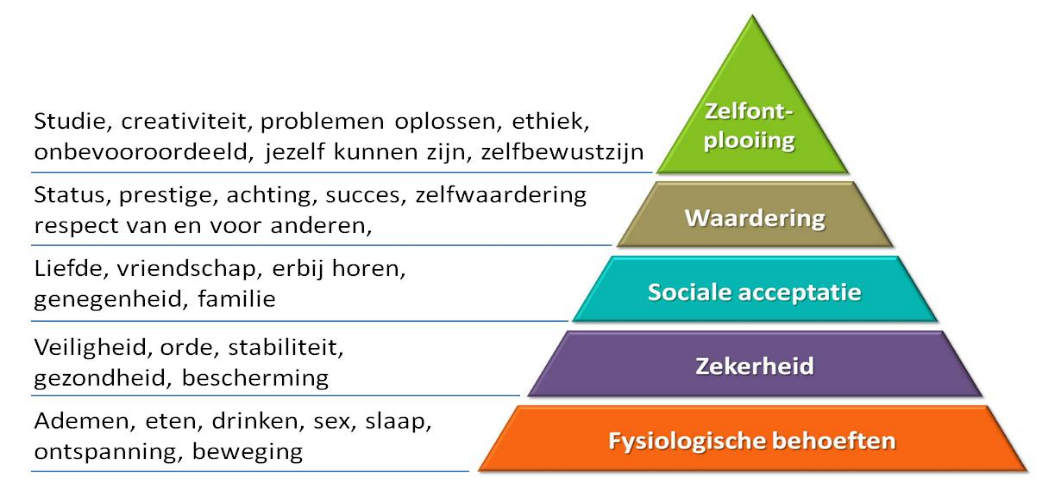 Studie, creativiteit, problemen oplossen, ethiek,
onbevooroordeeld, jezelf kunnen zijn, zelfbewustzijn
Zelfont-
plooiing
Status, prestige, achting, succes, zelfwaardering
respect van en voor anderen,
Waardering
Liefde, vriendschap, erbij horen,
genegenheid, familie
Sociale acceptatie
Veiligheid, orde, stabiliteit,
gezondheid, bescherming
Zekerheid
Ademen, eten, drinken, sex, slaap,
ontspanning, beweging
Fysiologische behoeften